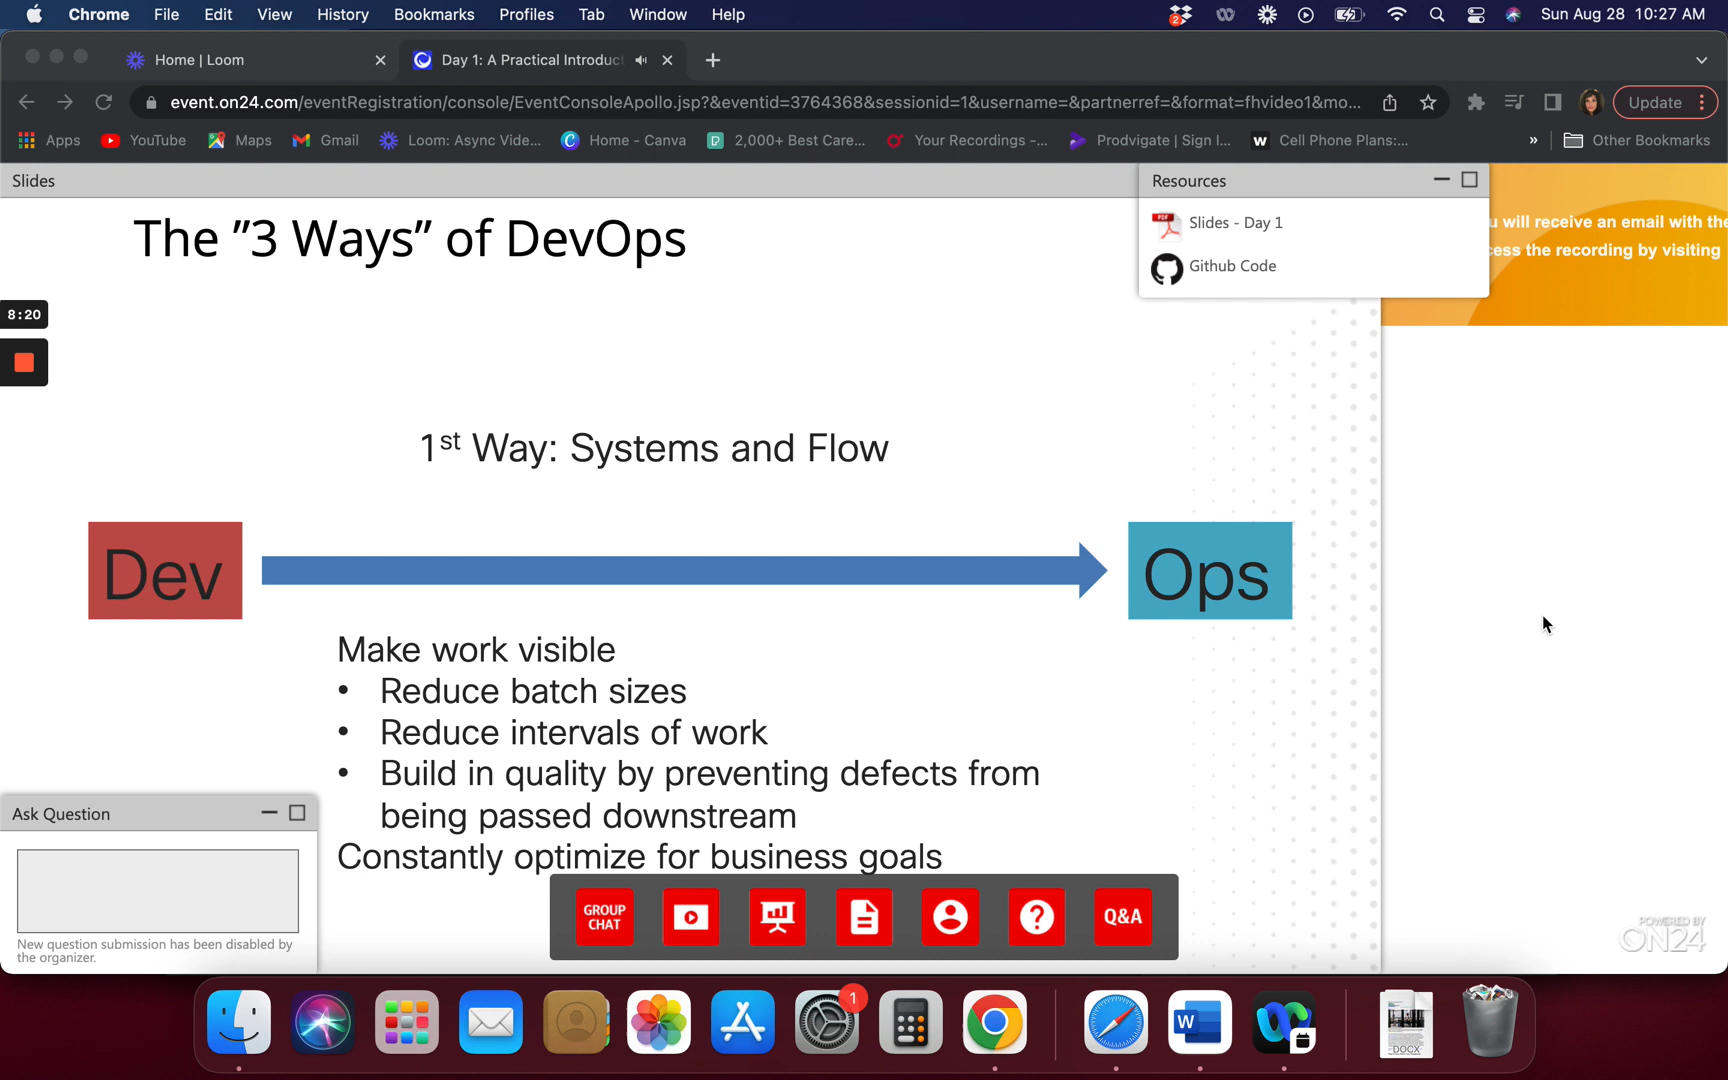 Chrome File Edit View History Bookmarks Profiles Tab Window Help
2
Sun Aug 28 10:27 AM
Home | Loom
Day 1: A Practical Introduct
event.on24.com/eventRegistration/console/EventConsoleApollo.jsp?&eventid=3764368&sessionid=1&username=&partnerref=&format=fhvideo1&mo...
Update
Apps YouTube Maps Gmail Loom: Async Vide... Home - Canva 2,000+ Best Care... Your Recordings -... Prodvigate | Sign I... W Cell Phone Plans:... » Other Bookmarks
Slides
Resources
PDF Slides - Day 1
Github Code
u will receive an email with the
cess the recording by visiting
The ”3 Ways” of DevOps
8:20
1st Way: Systems and Flow
Dev
Ops
Make work visible
• Reduce batch sizes
• Reduce intervals of work
• Build in quality by preventing defects from
being passed downstream
Constantly optimize for business goals
Ask Question
New question submission has been disabled by
the organizer.
GROUP
CHAT
?
Q&A
POWERED BY
ON24
1
W
DOCX